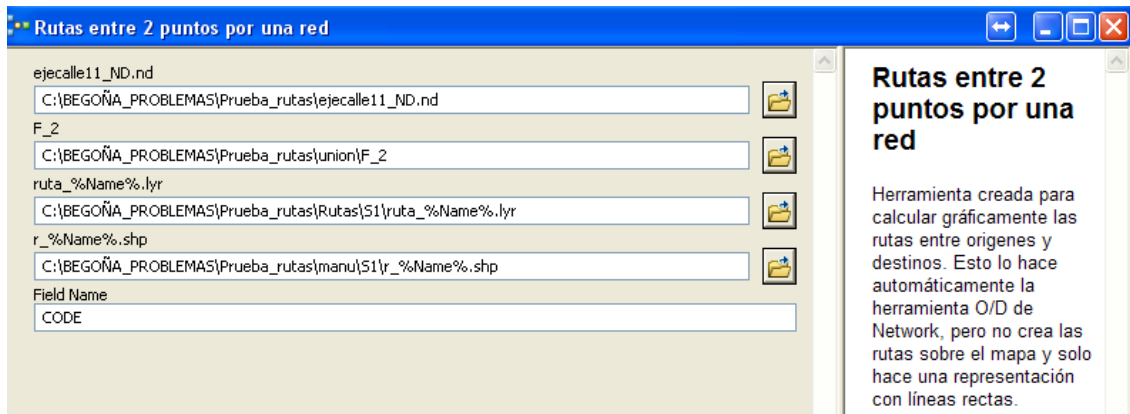 Rutas entre 2 puntos por una red
ejecalle11_ND.nd
C:\BEGOÑA_PROBLEMAS\Prueba_rutas\ejecalle11_ND.nd
F_2
C:\BEGOÑA_PROBLEMAS\Prueba_rutas\union\F_2
ruta_%Name%.lyr
C:\BEGOÑA_PROBLEMAS\Prueba_rutas\Rutas\S1\ruta_%Name%.lyr
r_%Name%.shp
C:\BEGOÑA_PROBLEMAS\Prueba_rutas\manu\S1\r_%Name%.shp
Field Name
CODE
Rutas entre 2
puntos por una
red
Herramienta creada para
calcular gráficamente las
rutas entre origenes y
destinos. Esto lo hace
automáticamente la
herramienta O/D de
Network, pero no crea las
rutas sobre el mapa y solo
hace una representación
con líneas rectas.